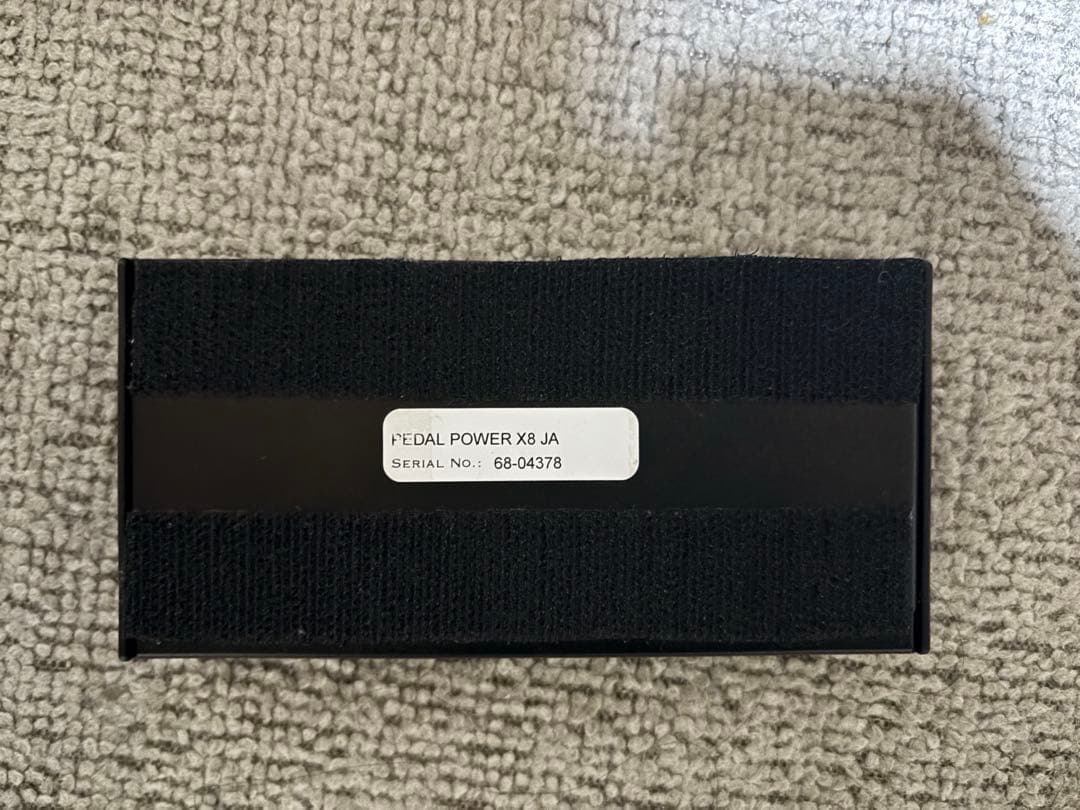 PEDAL POWER X8 JA
SERIAL NO.: 68-04378